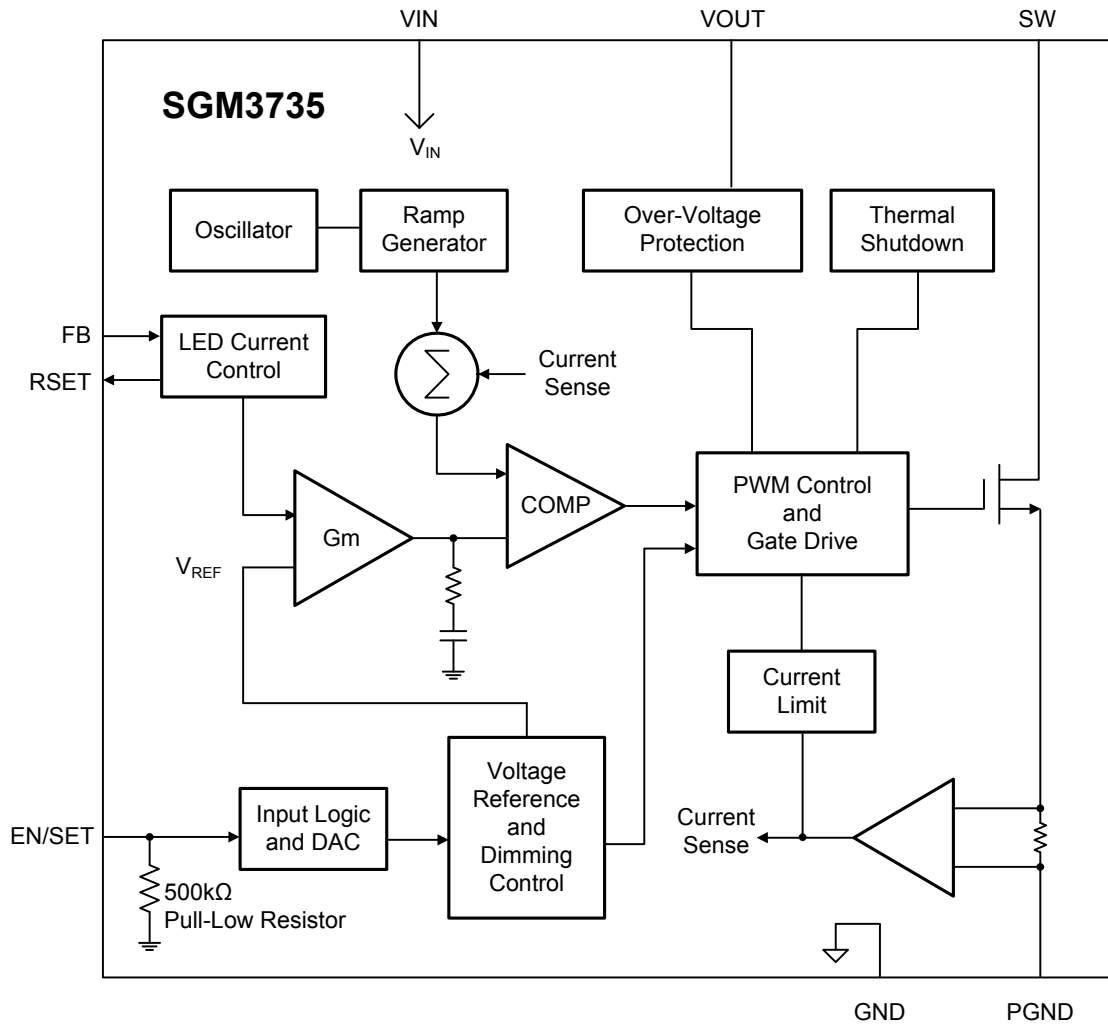 VIN
VOUT
SW
SGM3735
V_IN
Oscillator
Ramp
Generator
Over-Voltage
Protection
Thermal
Shutdown
FB
RSET
LED Current
Control
∑
Current
Sense
COMP
Gm
PWM Control
and
Gate Drive
V_REF
Current
Limit
Voltage
Reference
and
Dimming
Control
EN/SET
Input Logic
and DAC
Current
Sense
500kΩ
Pull-Low Resistor
GND
PGND